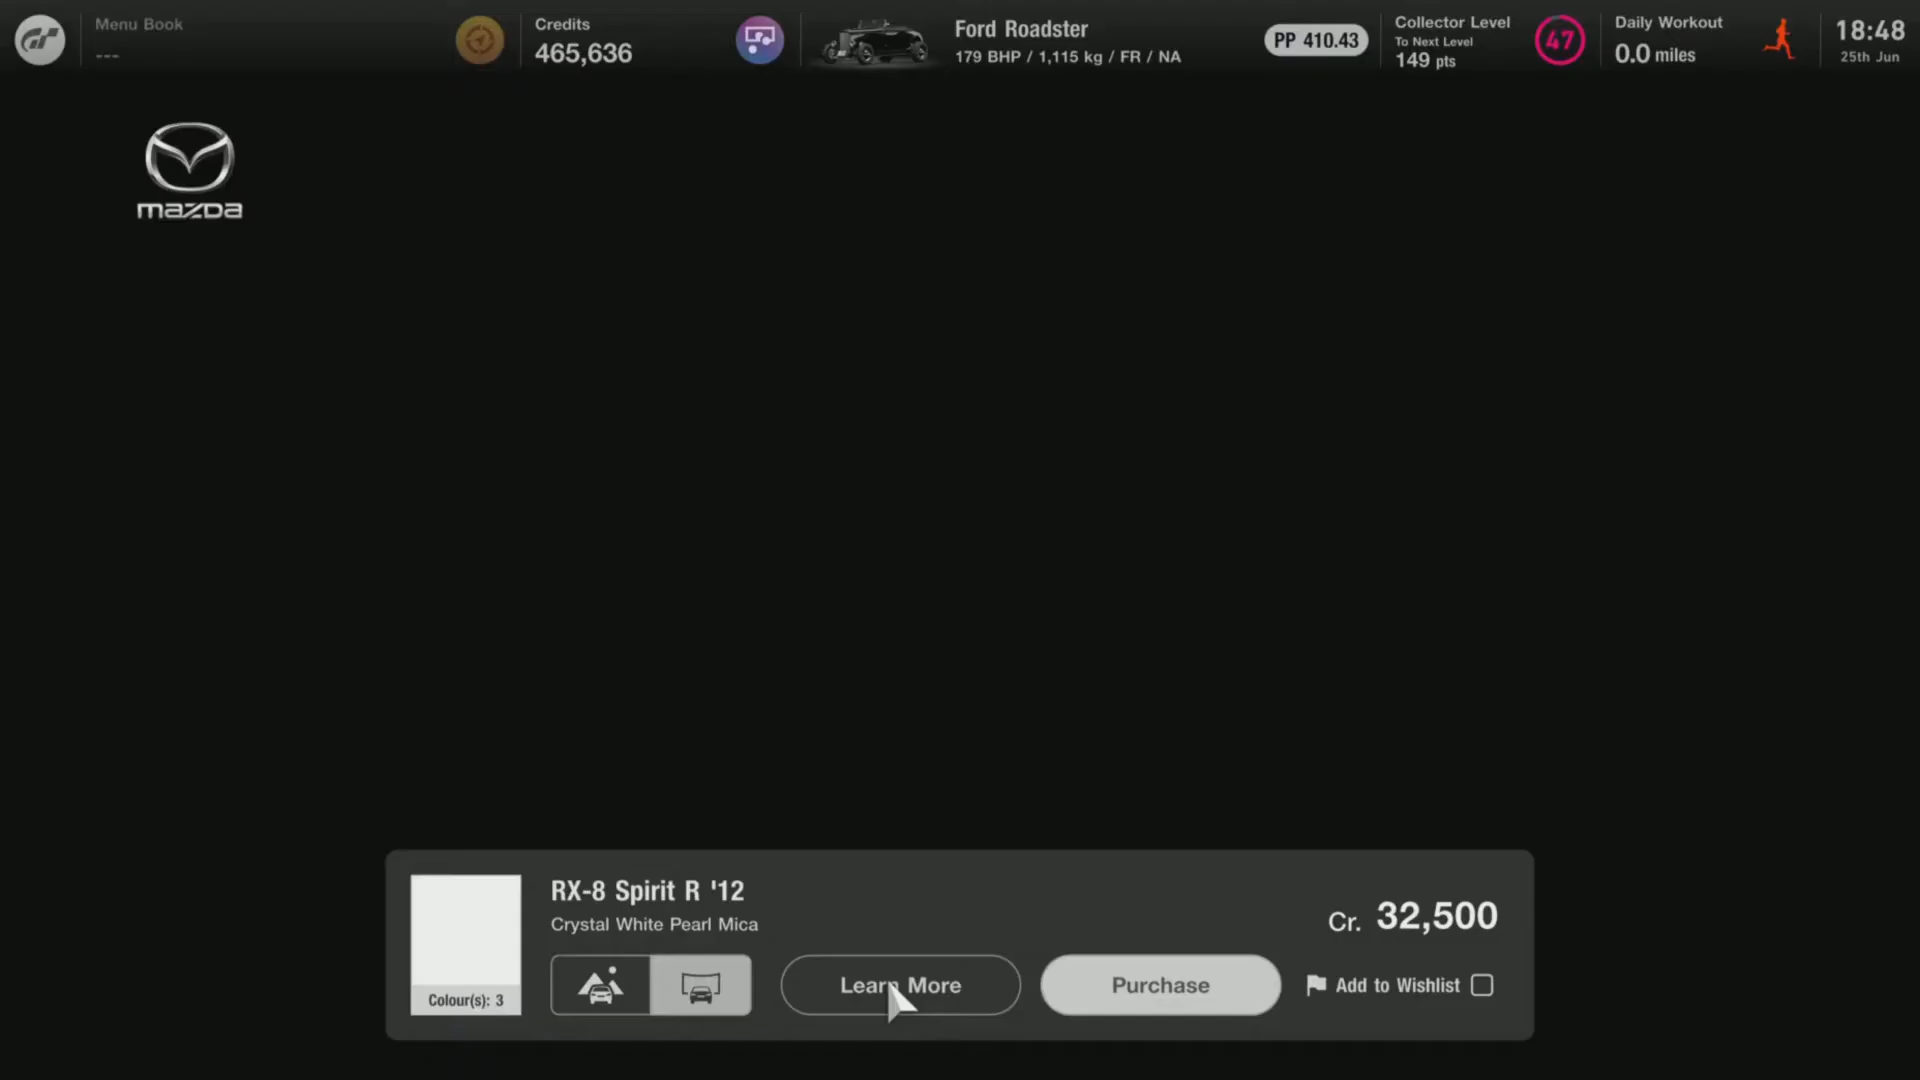 Menu Book
---
Credits
465,636
Ford Roadster
179 BHP / 1,115 kg / FR / NA
PP 410.43
Collector Level
To Next Level
149 pts
47
Daily Workout
0.0 miles
18:48
25th Jun
mazda
RX-8 Spirit R '12
Crystal White Pearl Mica
Colour(s): 3
Learn More
Cr. 32,500
Purchase
Add to Wishlist